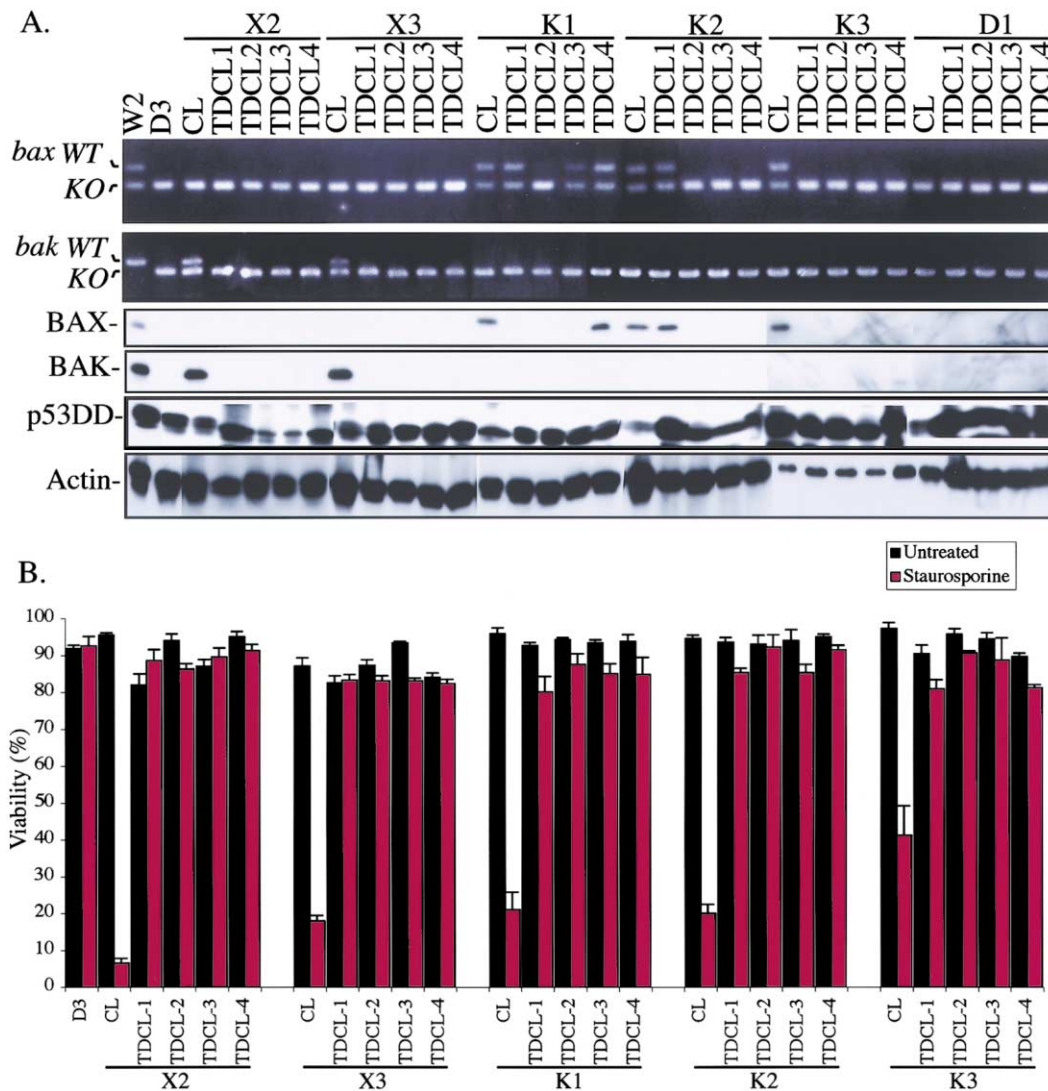 A.
X2 X3 K1 K2 K3 D1
W2 D3 CL TDCL1 TDCL2 TDCL3 TDCL4 CL TDCL1 TDCL2 TDCL3 TDCL4 CL TDCL1 TDCL2 TDCL3 TDCL4 CL TDCL1 TDCL2 TDCL3 TDCL4 CL TDCL1 TDCL2 TDCL3 TDCL4 CL TDCL1 TDCL2 TDCL3 TDCL4
bax WT
KO
bak WT
KO
BAX-
BAK-
p53DD-
Actin-
B.
Untreated
Staurosporine
Viability (%)
100
90
80
70
60
50
40
30
20
10
0
D3 CL TDCL-1 TDCL-2 TDCL-3 TDCL-4 CL TDCL-1 TDCL-2 TDCL-3 TDCL-4 CL TDCL-1 TDCL-2 TDCL-3 TDCL-4 CL TDCL-1 TDCL-2 TDCL-3 TDCL-4 CL TDCL-1 TDCL-2 TDCL-3 TDCL-4
X2 X3 K1 K2 K3